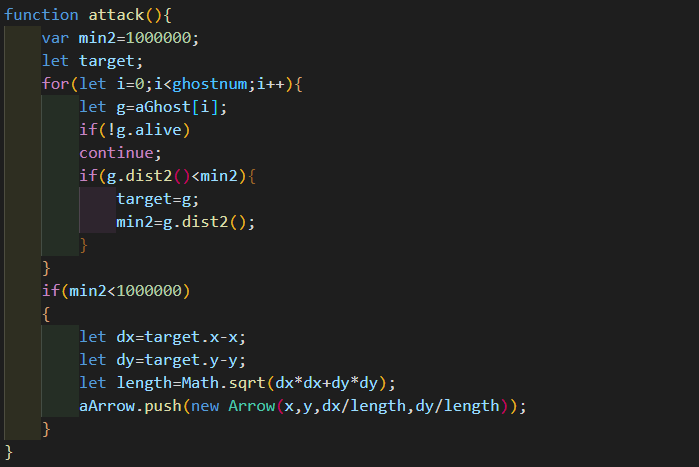 function attack(){
    var min2=1000000;
    let target;
    for(let i=0;i<ghostnum;i++){
        let g=aGhost[i];
        if(!g.alive)
        continue;
        if(g.dist2()<min2){
            target=g;
            min2=g.dist2();
        }
    }
    if(min2<1000000)
    {
        let dx=target.x-x;
        let dy=target.y-y;
        let length=Math.sqrt(dx*dx+dy*dy);
        aArrow.push(new Arrow(x,y,dx/length,dy/length));
    }
}